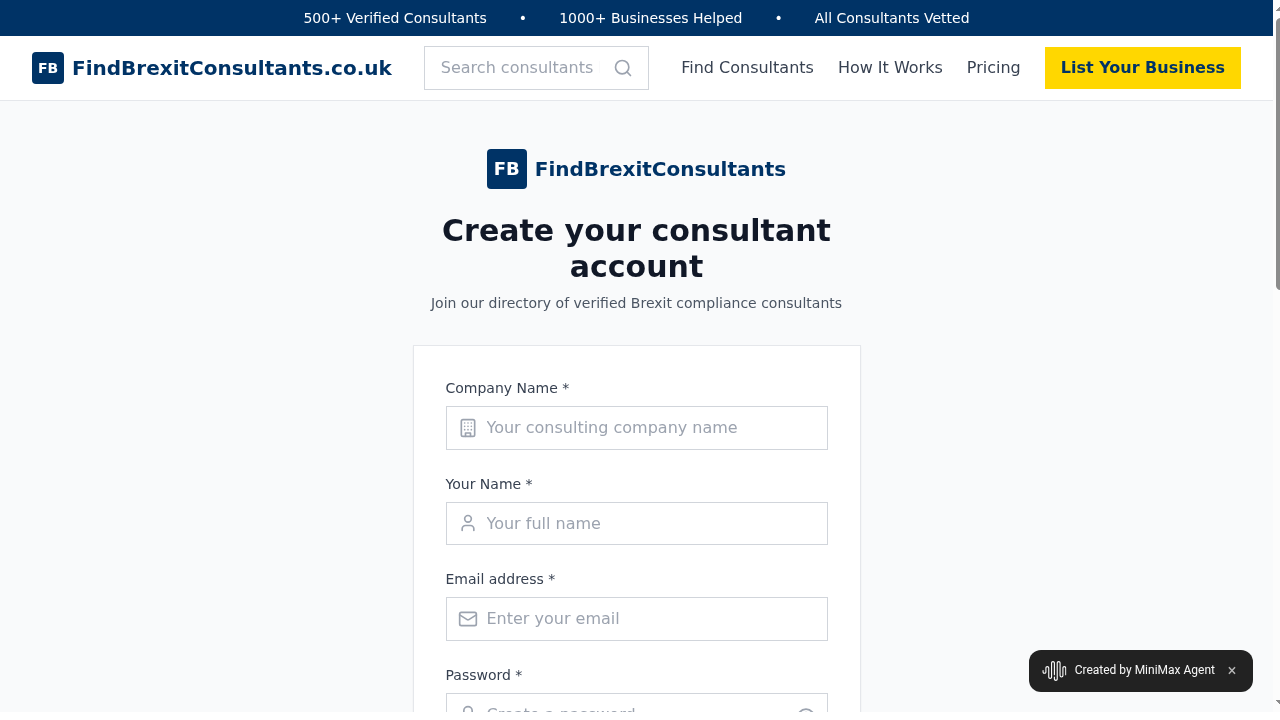 500+ Verified Consultants • 1000+ Businesses Helped • All Consultants Vetted
FB FindBrexitConsultants.co.uk Search consultants Find Consultants How It Works Pricing List Your Business
FB FindBrexitConsultants
Create your consultant
account
Join our directory of verified Brexit compliance consultants
Company Name *
Your consulting company name
Your Name *
Your full name
Email address *
Enter your email
Created by MiniMax Agent ×
Password *
Create a password